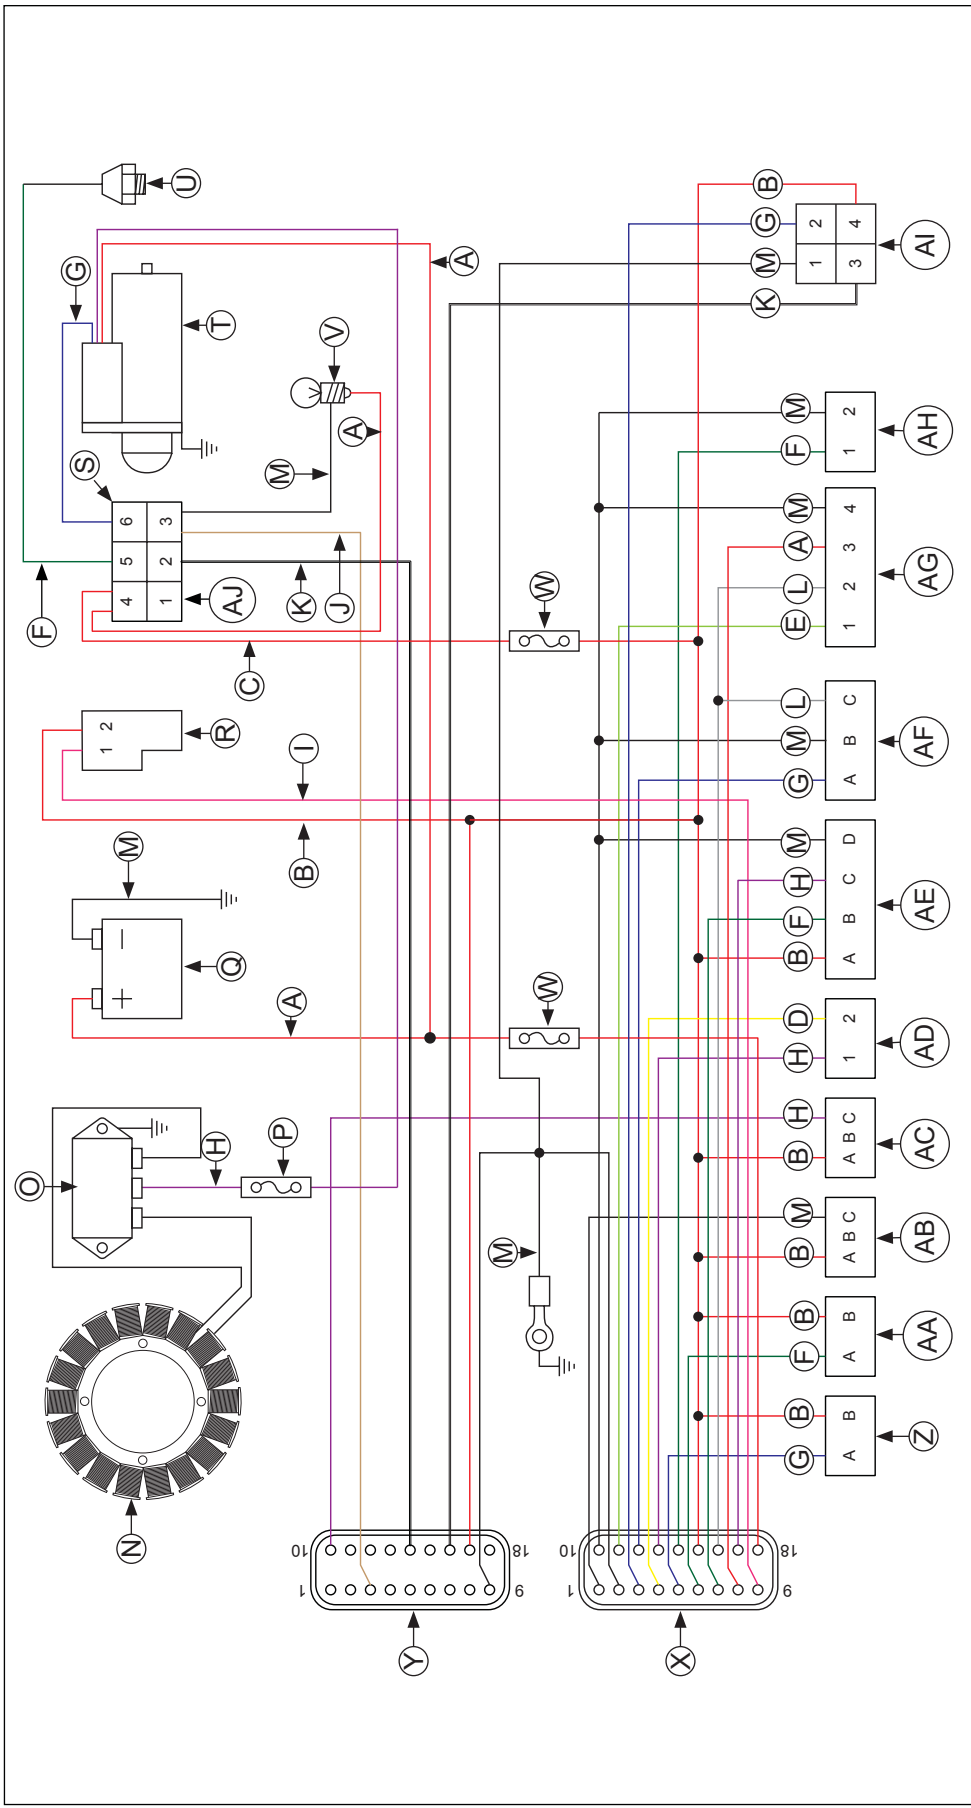 U
G
T
A
V
A
S
M
6 5 4
3 2 1
AJ
K
J
F
C
W
2
1
R
I
B
M
−
+
Q
A
W
O
H
P
M
N
10
18
1
9
Y
10
18
1
9
X
B
G
M
K
2 4
1 3
AI
M
F
2
1
AH
M
A
L
E
4
3
2
1
AG
L
M
G
C
B
A
AF
M
H
F
B
D
C
B
A
AE
D
H
2
1
AD
H
B
A B C
AC
M
B
A B C
AB
B
F
B
A
AA
B
G
B
A
Z